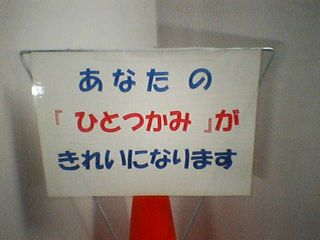 あなたの
『ひとつかみ』が
きれいになります